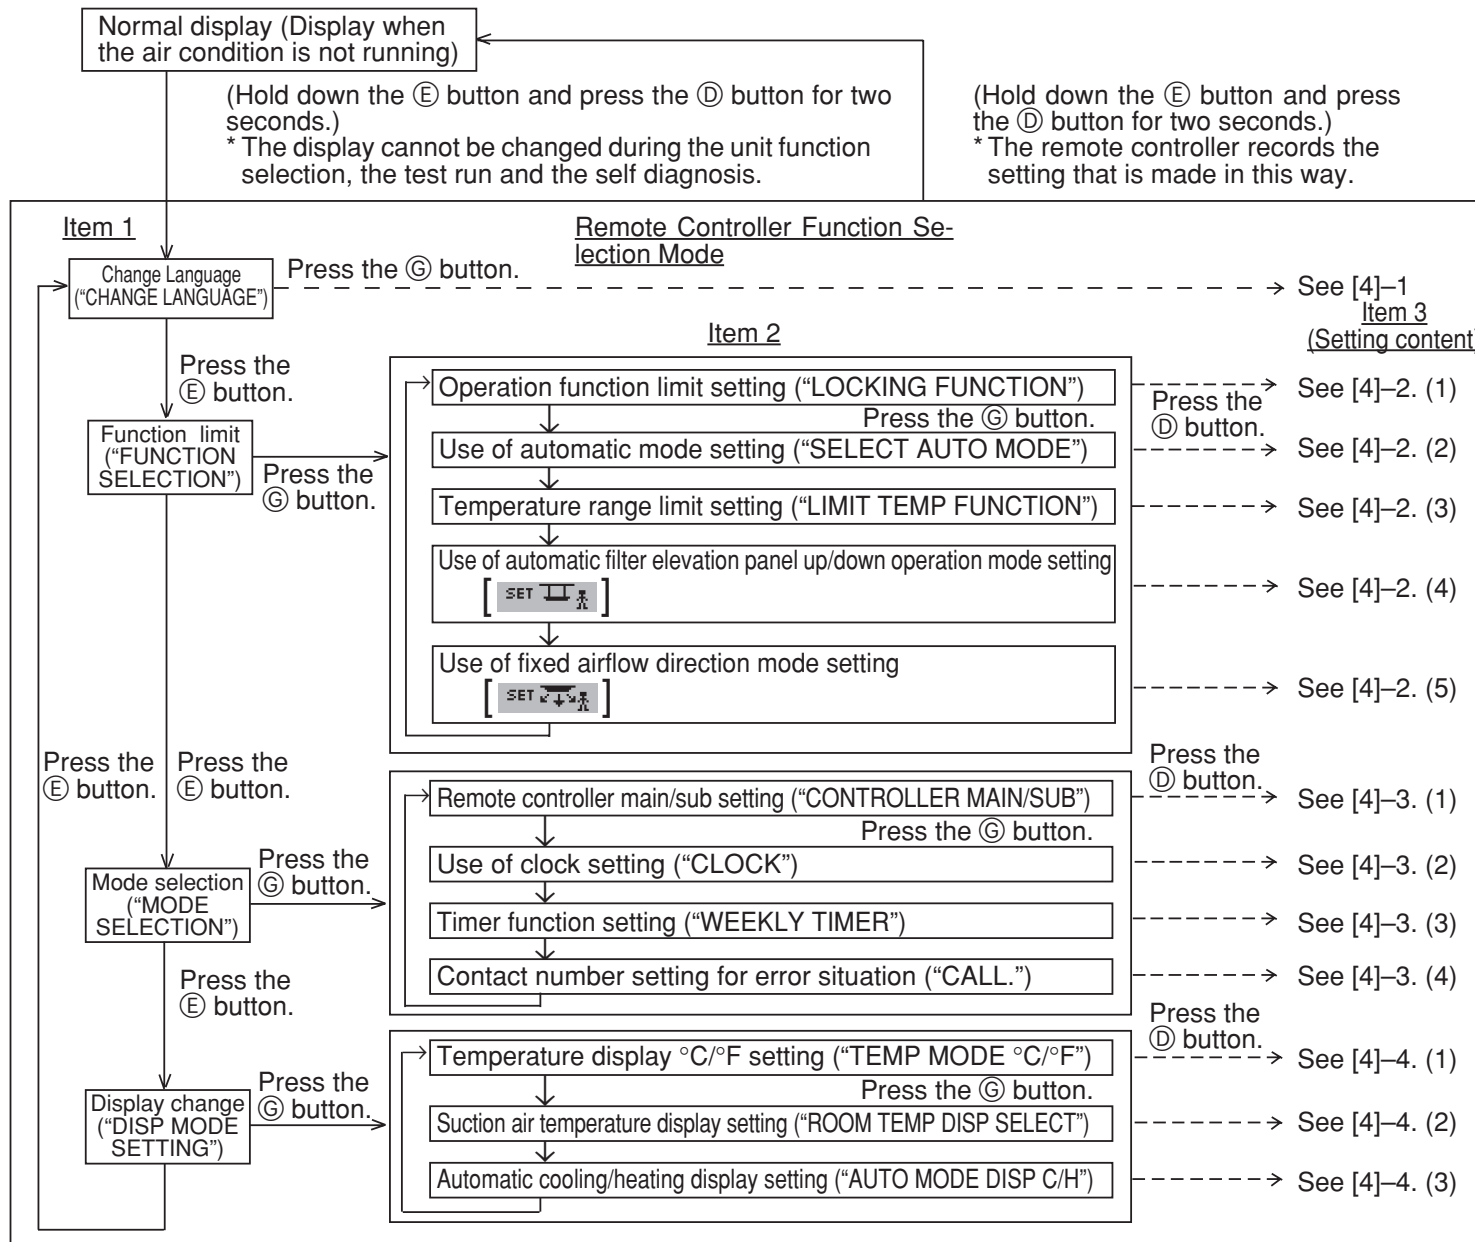 Normal display (Display when
the air condition is not running)
(Hold down the Ⓔ button and press the Ⓓ button for two
seconds.)
* The display cannot be changed during the unit function
selection, the test run and the self diagnosis.
(Hold down the Ⓔ button and press
the Ⓓ button for two seconds.)
* The remote controller records the
setting that is made in this way.
Item 1
Remote Controller Function Se-
lection Mode
Change Language
(“CHANGE LANGUAGE”)
Press the Ⓖ button.
See [4]–1
Item 3
(Setting content)
Item 2
Press the
Ⓔ button.
Function limit
(“FUNCTION
SELECTION”)
Press the
Ⓖ button.
Operation function limit setting (“LOCKING FUNCTION”)
Press the Ⓖ button.
Press the
Ⓓ button.
See [4]–2. (1)
Use of automatic mode setting (“SELECT AUTO MODE”)
See [4]–2. (2)
Temperature range limit setting (“LIMIT TEMP FUNCTION”)
See [4]–2. (3)
Use of automatic filter elevation panel up/down operation mode setting
[ SET ]
See [4]–2. (4)
Use of fixed airflow direction mode setting
[ SET ]
See [4]–2. (5)
Press the
Ⓔ button.
Press the
Ⓔ button.
Mode selection
(“MODE
SELECTION”)
Press the
Ⓖ button.
Remote controller main/sub setting (“CONTROLLER MAIN/SUB”)
Press the Ⓖ button.
Press the
Ⓓ button.
See [4]–3. (1)
Use of clock setting (“CLOCK”)
See [4]–3. (2)
Timer function setting (“WEEKLY TIMER”)
See [4]–3. (3)
Contact number setting for error situation (“CALL.”)
See [4]–3. (4)
Press the
Ⓔ button.
Display change
(“DISP MODE
SETTING”)
Press the
Ⓖ button.
Temperature display °C/°F setting (“TEMP MODE °C/°F”)
Press the Ⓖ button.
Press the
Ⓓ button.
See [4]–4. (1)
Suction air temperature display setting (“ROOM TEMP DISP SELECT”)
See [4]–4. (2)
Automatic cooling/heating display setting (“AUTO MODE DISP C/H”)
See [4]–4. (3)